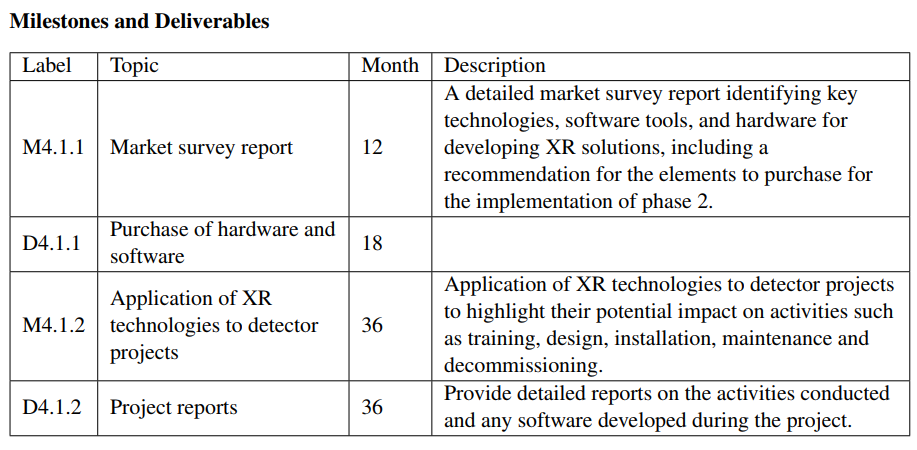 Milestones and Deliverables
Label Topic Month Description
M4.1.1 Market survey report 12 A detailed market survey report identifying key
technologies, software tools, and hardware for
developing XR solutions, including a
recommendation for the elements to purchase for
the implementation of phase 2.
D4.1.1 Purchase of hardware and
software 18
M4.1.2 Application of XR
technologies to detector
projects 36 Application of XR technologies to detector projects
to highlight their potential impact on activities such
as training, design, installation, maintenance and
decommissioning.
D4.1.2 Project reports 36 Provide detailed reports on the activities conducted
and any software developed during the project.